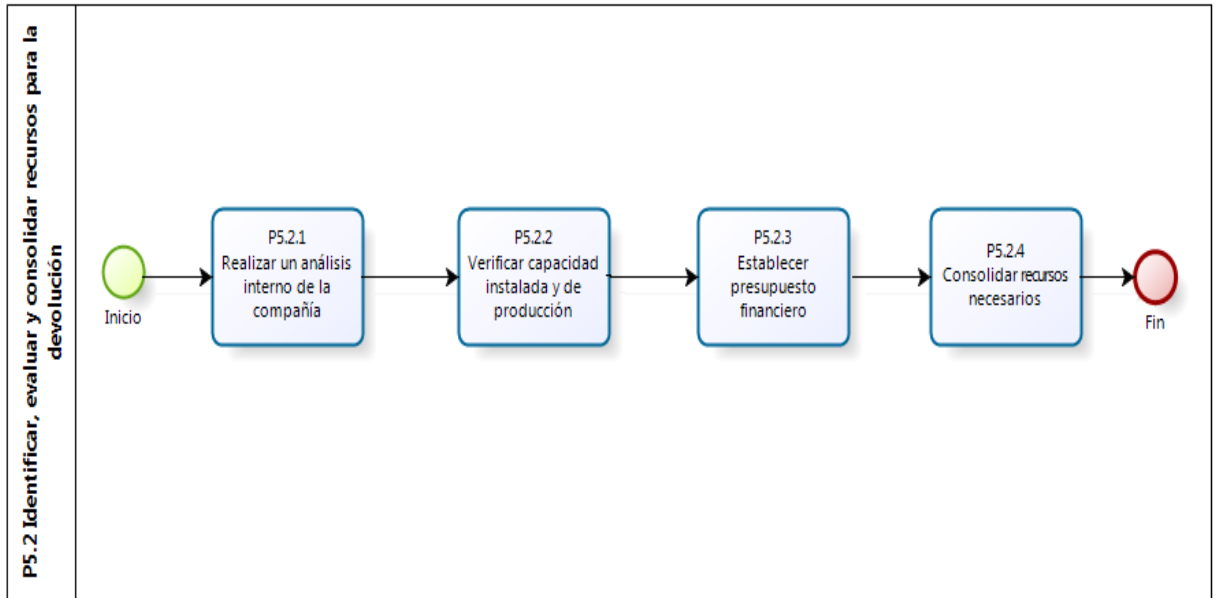 P5.2 Identificar, evaluar y consolidar recursos para la
devolución
Inicio
P5.2.1
Realizar un análisis
interno de la
compañía
P5.2.2
Verificar capacidad
instalada y de
producción
P5.2.3
Establecer
presupuesto
financiero
P5.2.4
Consolidar recursos
necesarios
Fin